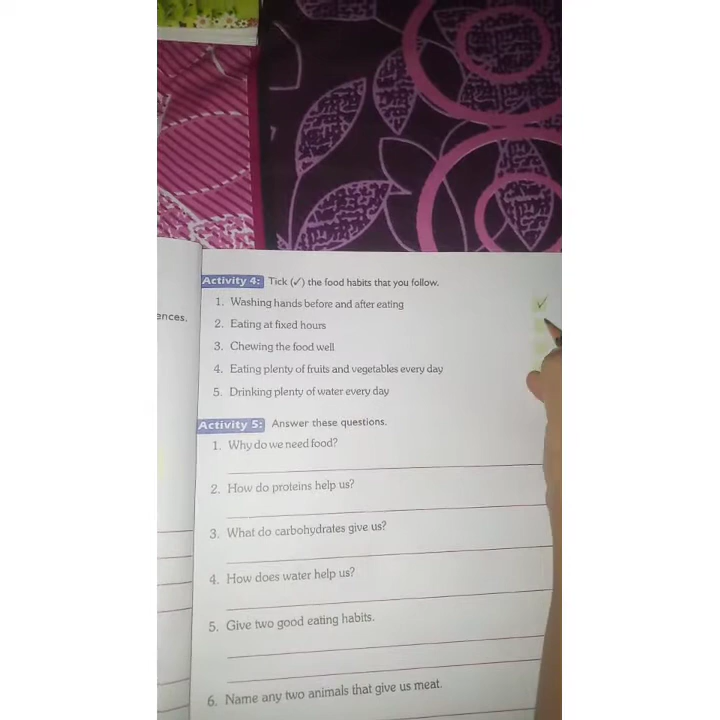 ences.
Activity 4: Tick (✓) the food habits that you follow.
1. Washing hands before and after eating ✓
2. Eating at fixed hours
3. Chewing the food well
4. Eating plenty of fruits and vegetables every day
5. Drinking plenty of water every day
Activity 5: Answer these questions.
1. Why do we need food?
2. How do proteins help us?
3. What do carbohydrates give us?
4. How does water help us?
5. Give two good eating habits.
6. Name any two animals that give us meat.